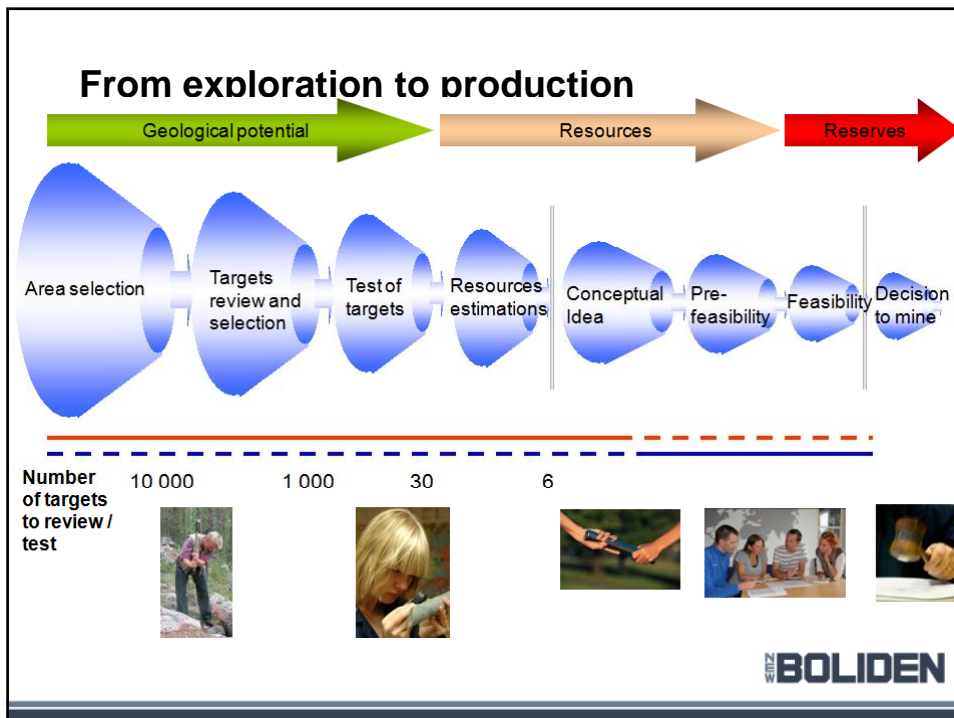 From exploration to production
Geological potential
Resources
Reserves
Area selection
Targets
review and
selection
Test of
targets
Resources
estimations
Conceptual
Idea
Pre-
feasibility
Feasibility
Decision
to mine
Number
of targets
to review /
test
10 000
1 000
30
6
NEW BOLIDEN